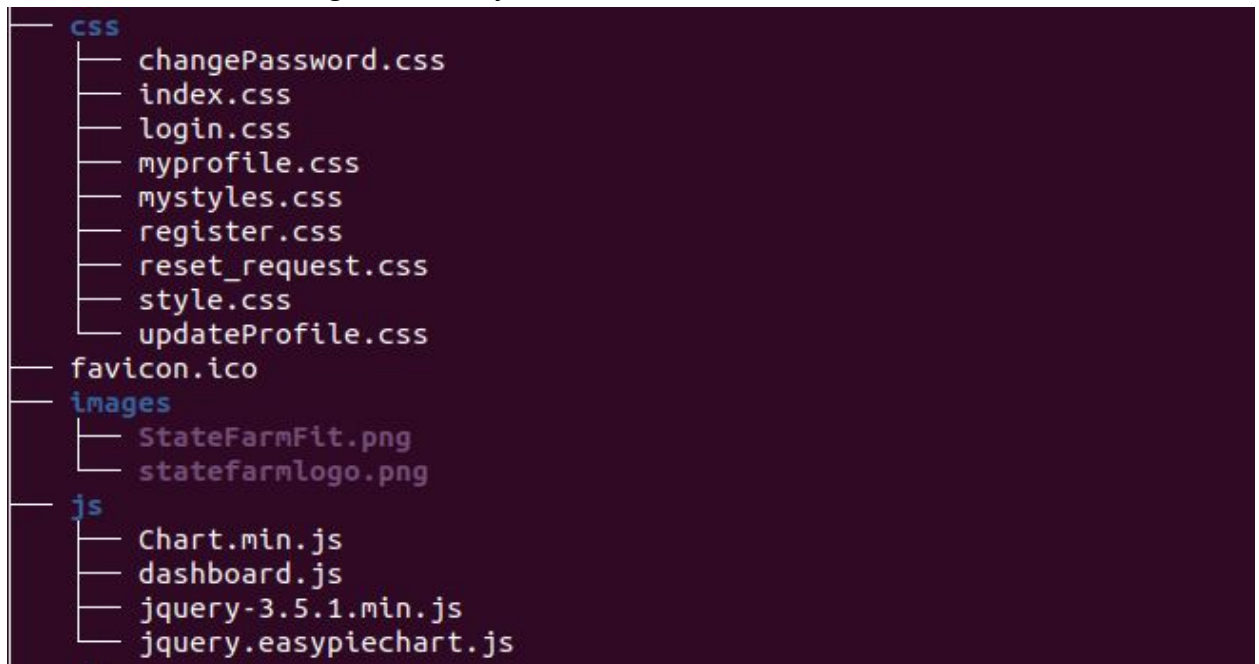 css
changePassword.css
index.css
login.css
myprofile.css
mystyles.css
register.css
reset_request.css
style.css
updateProfile.css
favicon.ico
images
StateFarmFit.png
statefarmlogo.png
js
Chart.min.js
dashboard.js
jquery-3.5.1.min.js
jquery.easypiechart.js